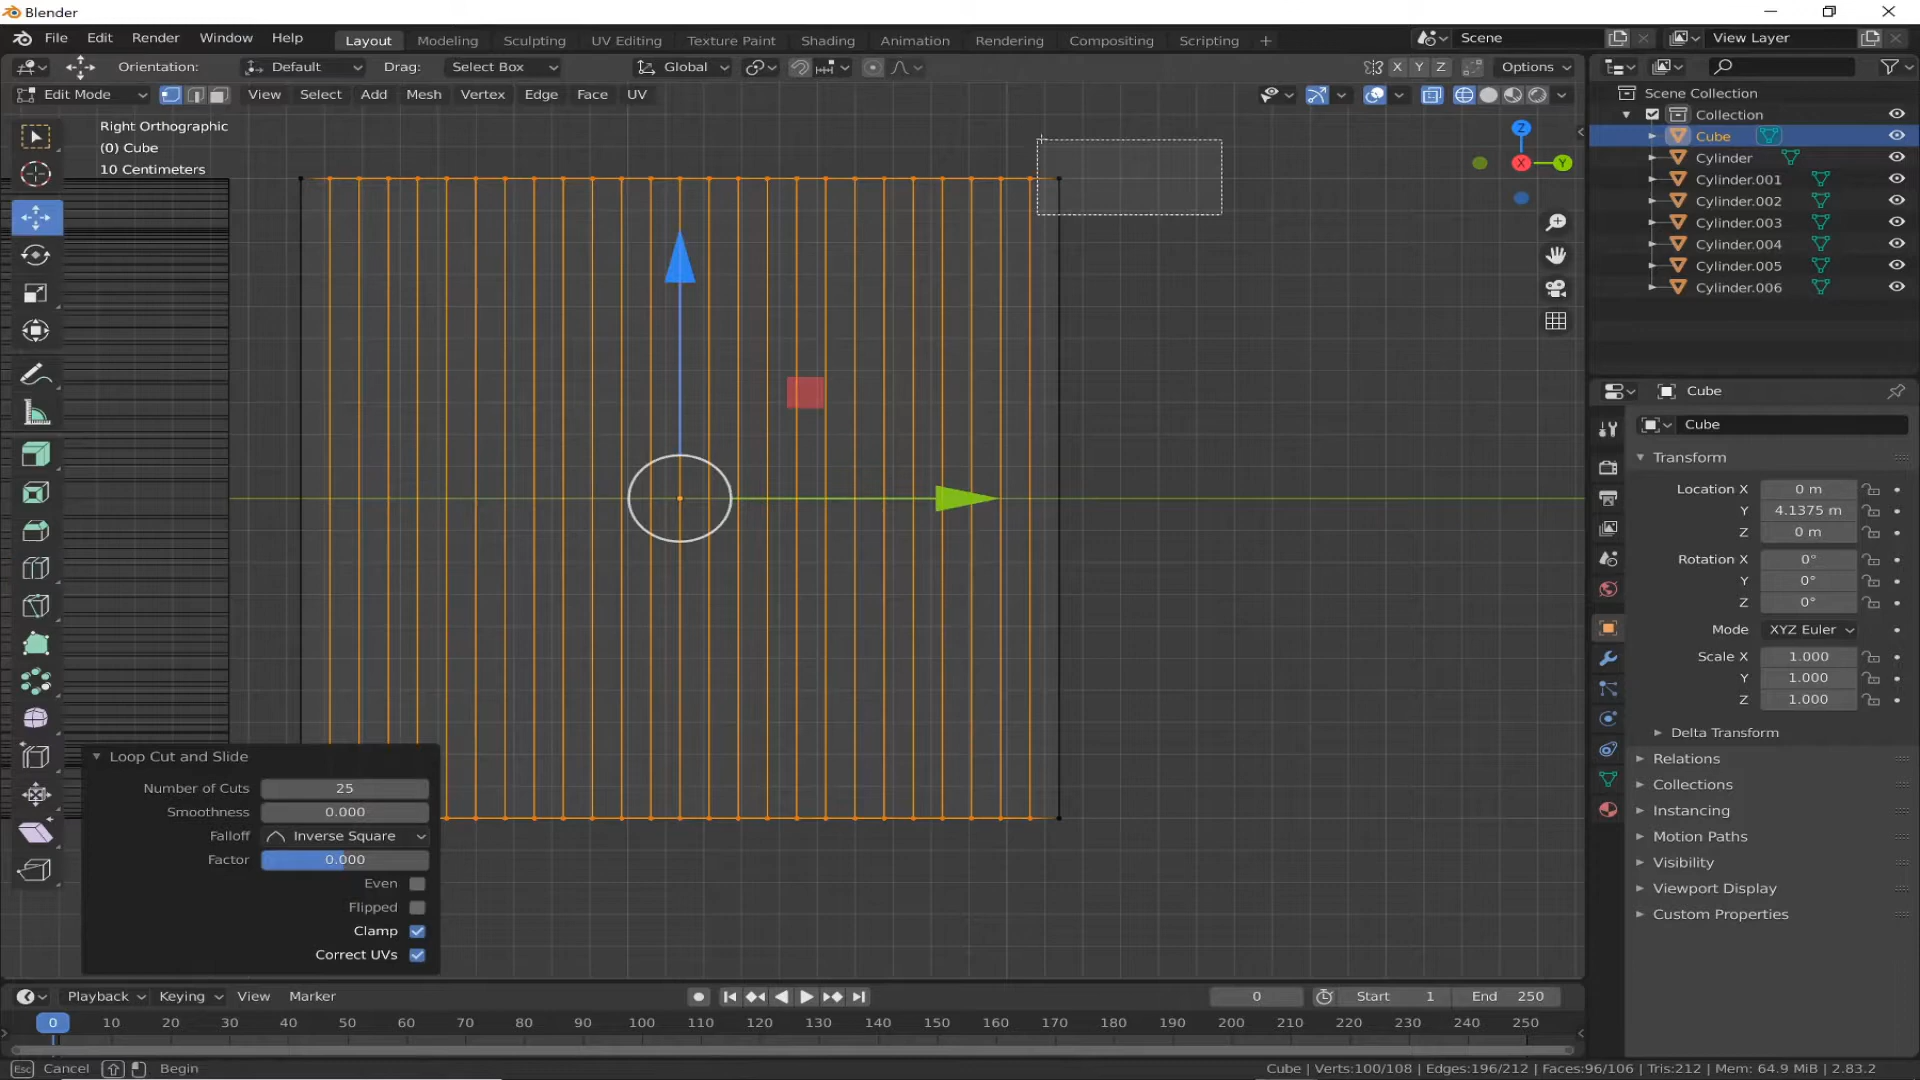 Blender
File Edit Render Window Help Layout Modeling Sculpting UV Editing Texture Paint Shading Animation Rendering Compositing Scripting + Scene View Layer
Orientation: Default Drag: Select Box Global X Y Z Options
Edit Mode View Select Add Mesh Vertex Edge Face UV
Right Orthographic
(0) Cube
10 Centimeters
Z
X
Y
Scene Collection
Collection
Cube
Cylinder
Cylinder.001
Cylinder.002
Cylinder.003
Cylinder.004
Cylinder.005
Cylinder.006
Cube
Cube
Transform
Location X 0 m
Y 4.1375 m
Z 0 m
Rotation X 0°
Y 0°
Z 0°
Mode XYZ Euler
Scale X 1.000
Y 1.000
Z 1.000
Delta Transform
Relations
Collections
Instancing
Motion Paths
Visibility
Viewport Display
Custom Properties
Loop Cut and Slide
Number of Cuts 25
Smoothness 0.000
Falloff Inverse Square
Factor 0.000
Even
Flipped
Clamp
Correct UVs
Playback Keying View Marker 0 Start 1 End 250
0 10 20 30 40 50 60 70 80 90 100 110 120 130 140 150 160 170 180 190 200 210 220 230 240 250
Esc Cancel Begin Cube | Verts:100/108 | Edges:196/212 | Faces:96/106 | Tris:212 | Mem: 64.9 MiB | 2.83.2